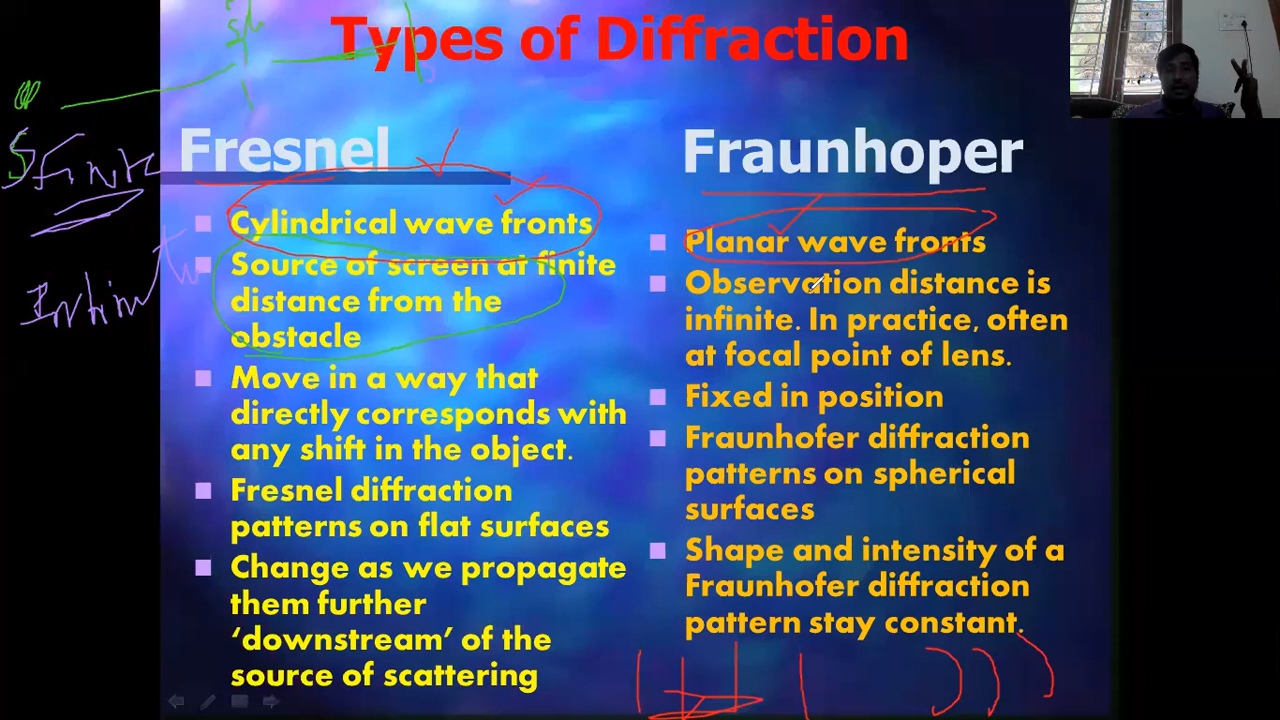 Types of Diffraction
Fresnel
Cylindrical wave fronts
Source of screen at finite
distance from the
obstacle
Move in a way that
directly corresponds with
any shift in the object.
Fresnel diffraction
patterns on flat surfaces
Change as we propagate
them further
‘downstream’ of the
source of scattering
Fraunhoper
Planar wave fronts
Observation distance is
infinite. In practice, often
at focal point of lens.
Fixed in position
Fraunhofer diffraction
patterns on spherical
surfaces
Shape and intensity of a
Fraunhofer diffraction
pattern stay constant.
finite